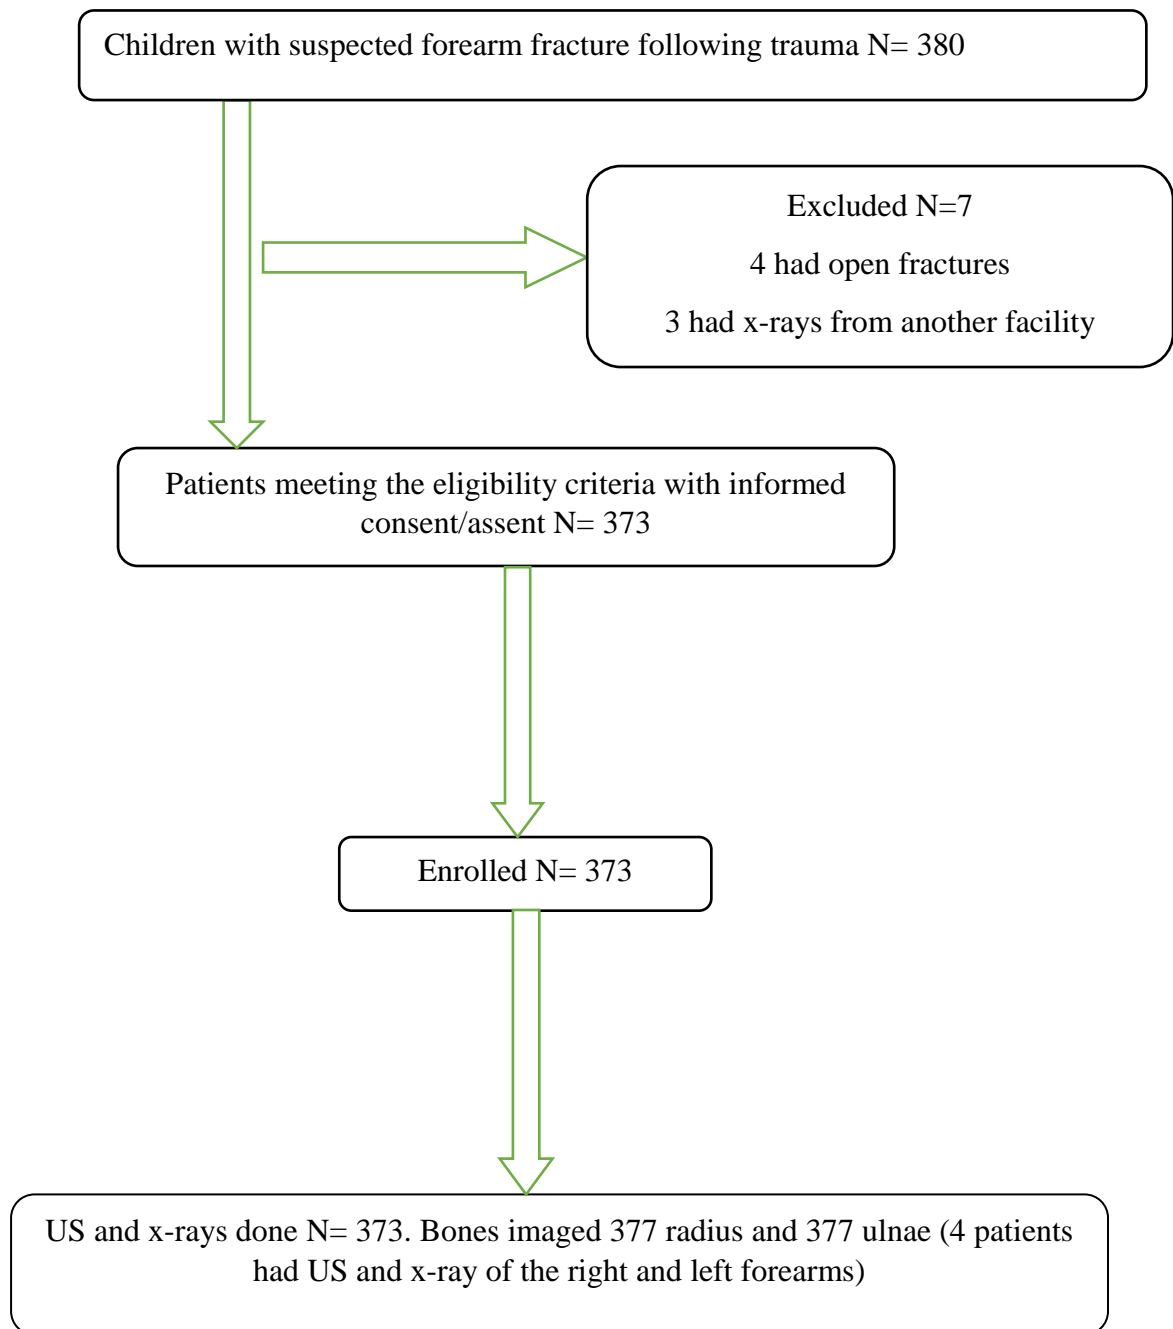 Children with suspected forearm fracture following trauma N= 380
Excluded N=7
4 had open fractures
3 had x-rays from another facility
Patients meeting the eligibility criteria with informed
consent/assent N= 373
Enrolled N= 373
US and x-rays done N= 373. Bones imaged 377 radius and 377 ulnae (4 patients
had US and x-ray of the right and left forearms)